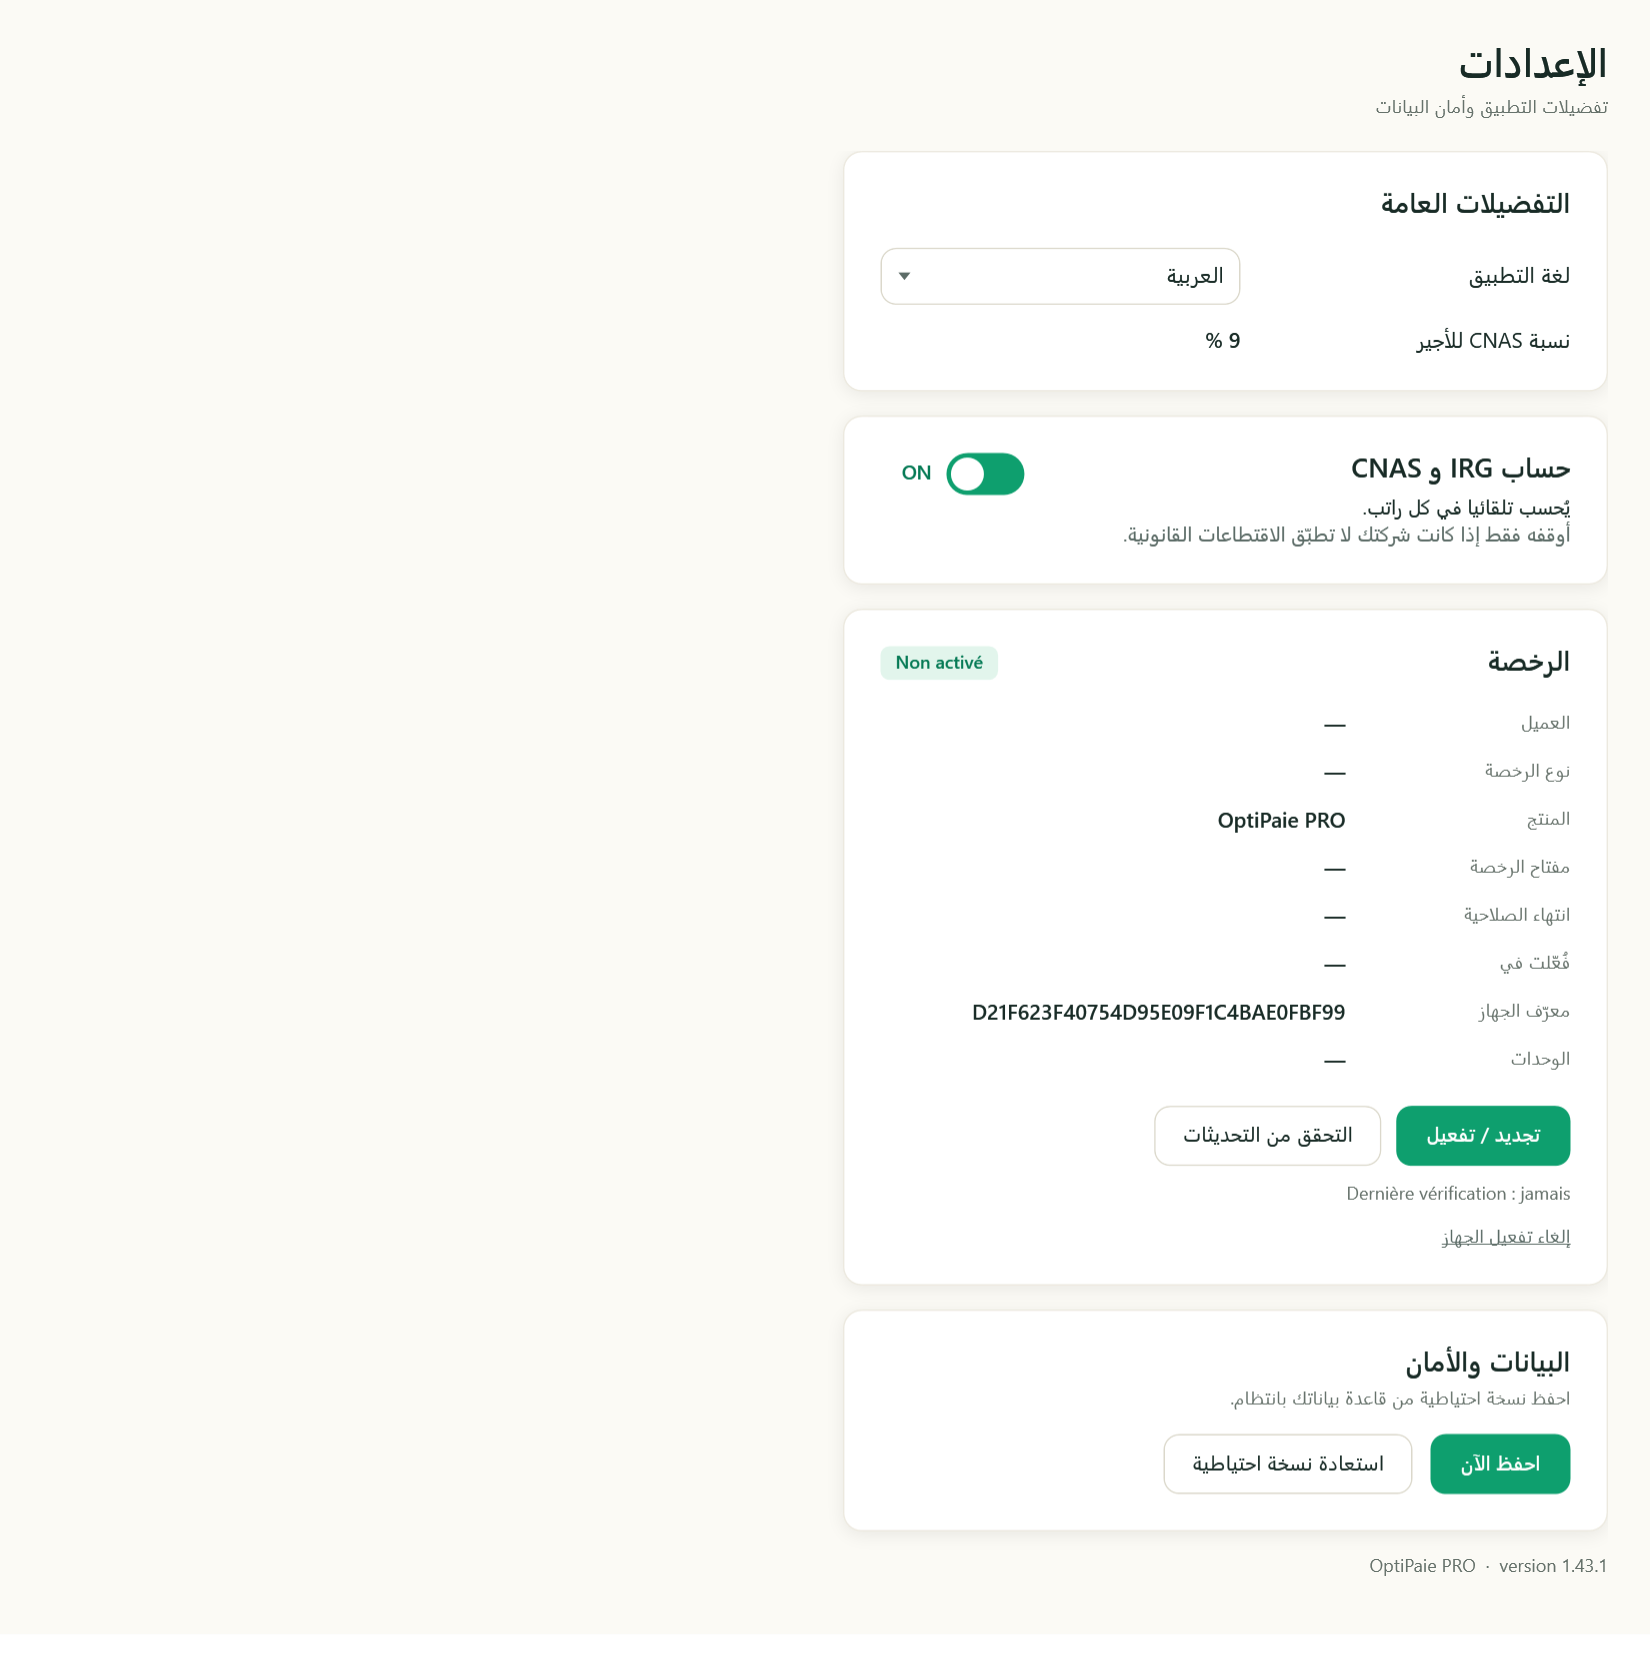 الإعدادات
تفضيلات التطبيق وأمان البيانات
التفضيلات العامة
لغة التطبيق
العربية
نسبة CNAS للأجير
9 %
حساب IRG و CNAS
ON
يُحسب تلقائيا في كل راتب.
أوقفه فقط إذا كانت شركتك لا تطبّق الاقتطاعات القانونية.
الرخصة
Non activé
العميل
—
نوع الرخصة
—
المنتج
OptiPaie PRO
مفتاح الرخصة
—
انتهاء الصلاحية
—
فُعّلت في
—
معرّف الجهاز
D21F623F40754D95E09F1C4BAE0FBF99
الوحدات
—
تجديد / تفعيل
التحقق من التحديثات
Dernière vérification : jamais
إلغاء تفعيل الجهاز
البيانات والأمان
احفظ نسخة احتياطية من قاعدة بياناتك بانتظام.
احفظ الآن
استعادة نسخة احتياطية
OptiPaie PRO · version 1.43.1